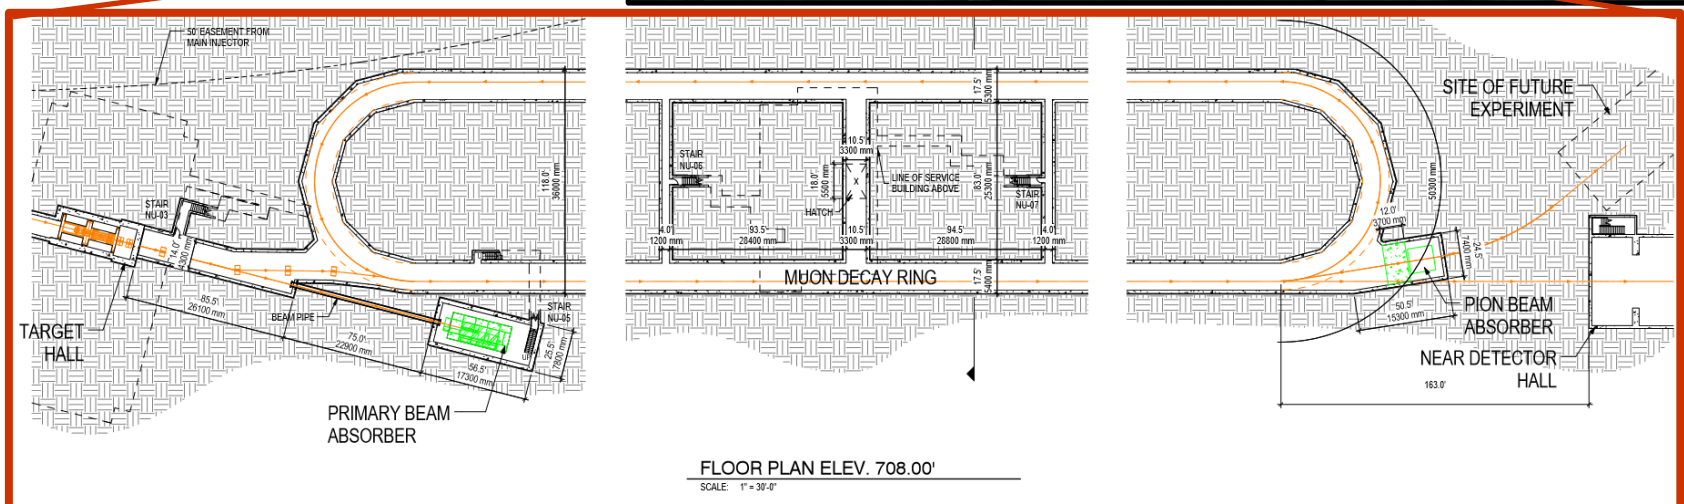 50' EASEMENT FROM
MAIN INJECTOR
SITE OF FUTURE
EXPERIMENT
17.5'
5300 mm
118.0'
36000 mm
STAIR
NU-06
10.5'
3300 mm
18.0'
5500 mm
HATCH
LINE OF SERVICE
BUILDING ABOVE
83.0'
25300 mm
STAIR
NU-07
50300 mm
STAIR
NU-03
14.0'
4300 mm
12.0'
3700 mm
24.5'
7400 mm
4.0'
1200 mm
93.5'
28400 mm
10.5'
3300 mm
94.5'
28800 mm
4.0'
1200 mm
MUON DECAY RING
17.5'
5400 mm
85.5'
26100 mm
BEAM PIPE
STAIR
NU-05
TARGET
HALL
75.0'
22900 mm
25.5'
7800 mm
56.5'
17300 mm
50.5'
15300 mm
PION BEAM
ABSORBER
NEAR DETECTOR
HALL
163.0'
PRIMARY BEAM
ABSORBER
FLOOR PLAN ELEV. 708.00'
SCALE: 1" = 30'-0"